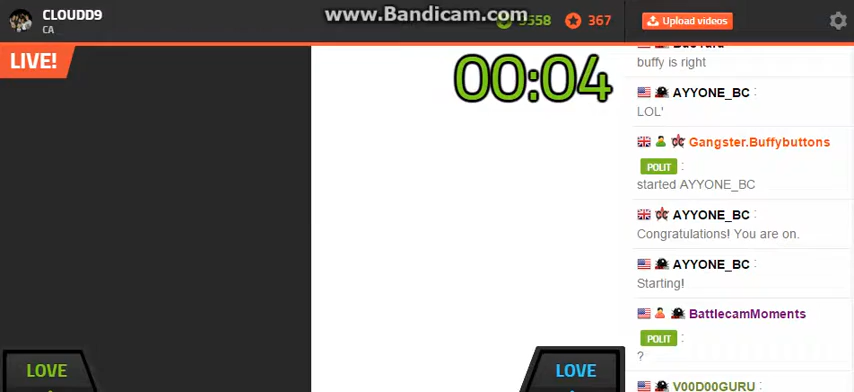 CLOUDD9
CA
www.Bandicam.com
3558
367
Upload videos
LIVE!
00:04
buffy is right
AYYONE_BC :
LOL'
Gangster.Buffybuttons
POLIT :
started AYYONE_BC
AYYONE_BC :
Congratulations! You are on.
AYYONE_BC :
Starting!
BattlecamMoments
POLIT :
?
V00D00GURU :
LOVE
LOVE